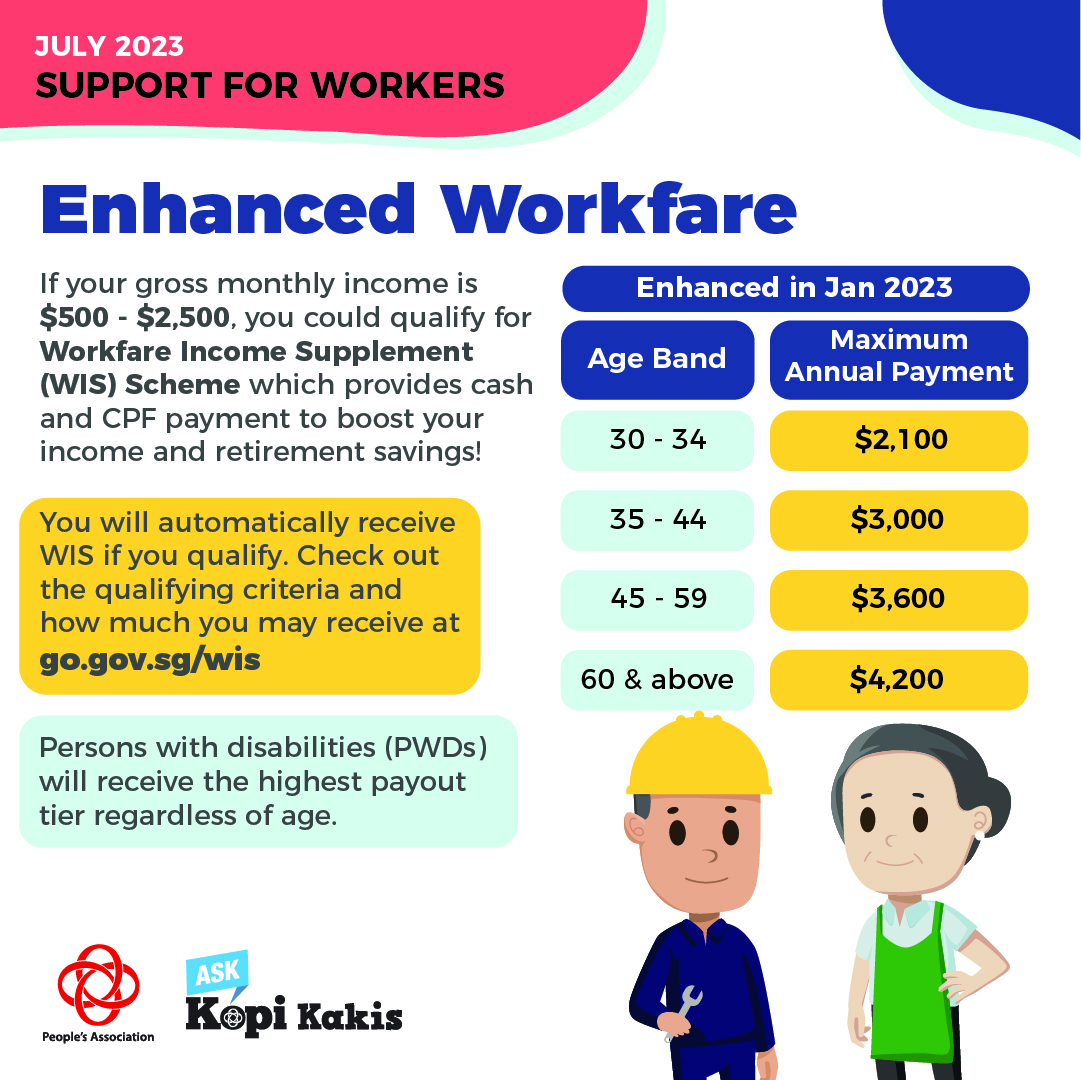 JULY 2023
SUPPORT FOR WORKERS
Enhanced Workfare
If your gross monthly income is
$500 - $2,500, you could qualify for
Workfare Income Supplement
(WIS) Scheme which provides cash
and CPF payment to boost your
income and retirement savings!
You will automatically receive
WIS if you qualify. Check out
the qualifying criteria and
how much you may receive at
go.gov.sg/wis
Persons with disabilities (PWDs)
will receive the highest payout
tier regardless of age.
Enhanced in Jan 2023
Age Band
Maximum
Annual Payment
30 - 34
$2,100
35 - 44
$3,000
45 - 59
$3,600
60 & above
$4,200
People's Association
ASK
Kopi Kakis